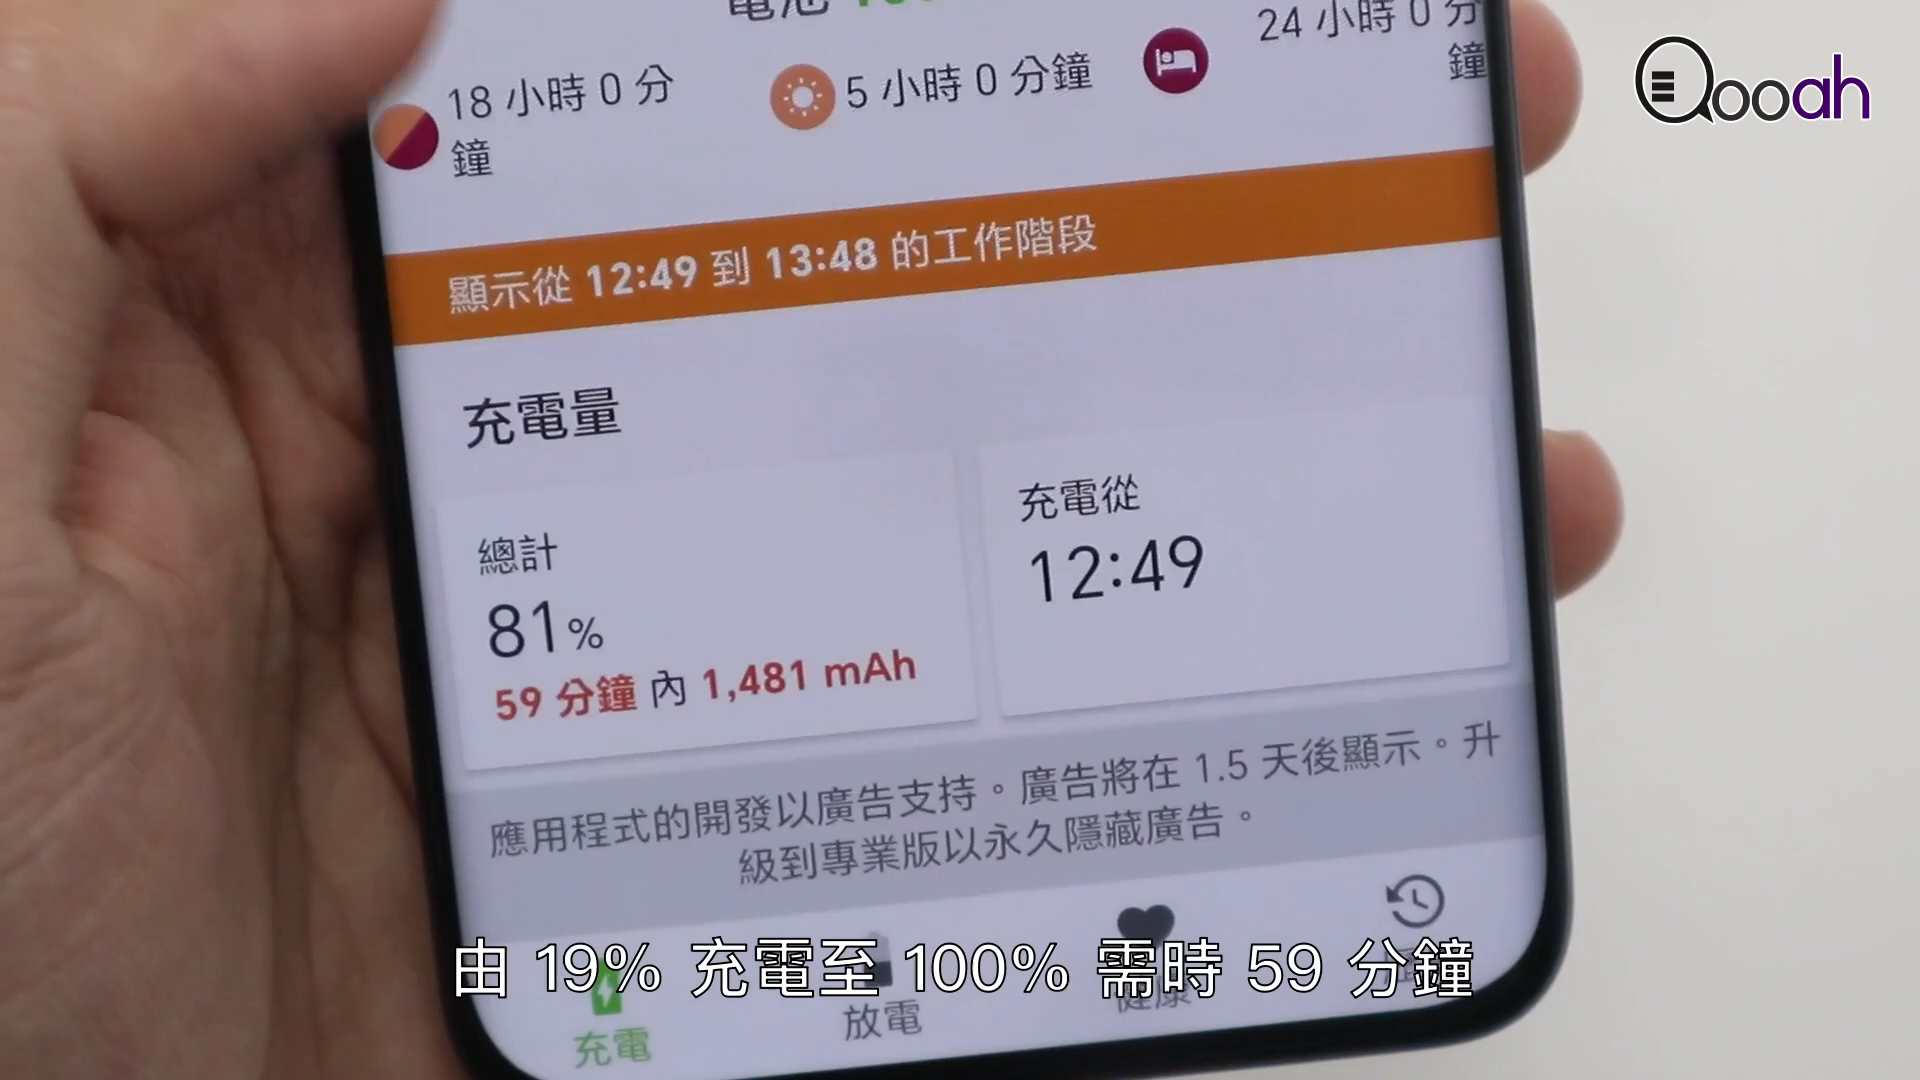 Qooah
電池 100
18 小時 0 分
鐘
5 小時 0 分鐘
24 小時 0 分
鐘
顯示從 12:49 到 13:48 的工作階段
充電量
總計
81%
59 分鐘 內 1,481 mAh
充電從
12:49
應用程式的開發以廣告支持。廣告將在 1.5 天後顯示。升
級到專業版以永久隱藏廣告。
由 19% 充電至 100% 需時 59 分鐘
充電
放電
健康